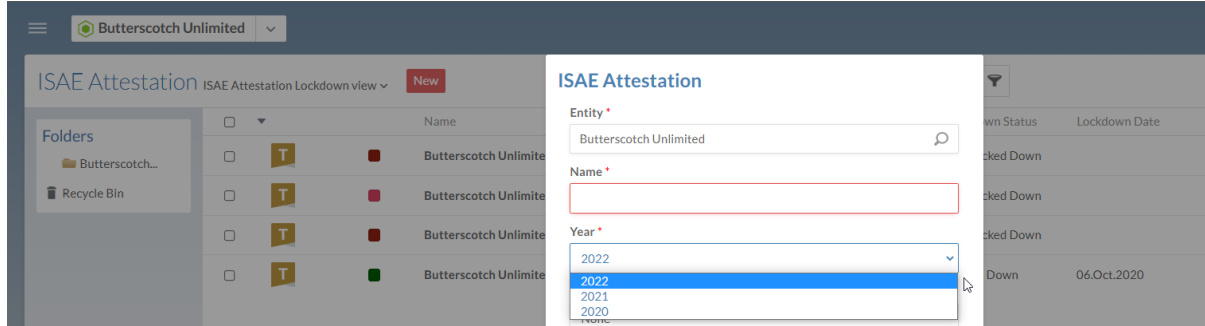 Butterscotch Unlimited
ISAE Attestation ISAE Attestation Lockdown view New
Folders
Butterscotch...
Recycle Bin
Name
T Butterscotch Unlimite
T Butterscotch Unlimite
T Butterscotch Unlimite
T Butterscotch Unlimite
ISAE Attestation
Entity *
Butterscotch Unlimited
Name *
Year *
2022
2022
2021
2020
None
wn Status Lockdown Date
cked Down
cked Down
cked Down
Down 06.Oct.2020